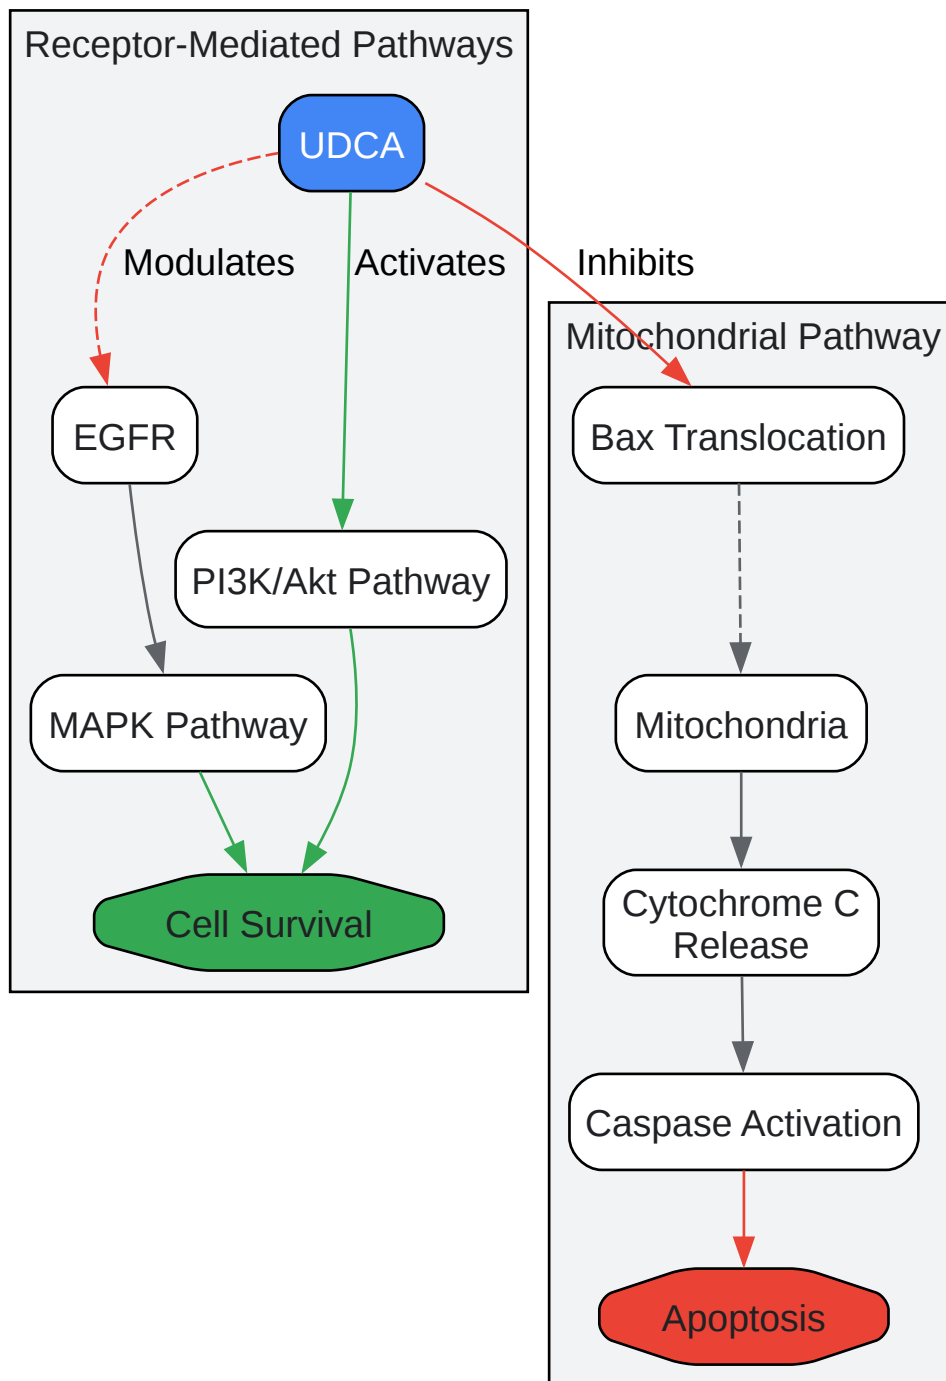 Receptor-Mediated Pathways
UDCA
Modulates
Activates
Inhibits
Mitochondrial Pathway
EGFR
Bax Translocation
PI3K/Akt Pathway
MAPK Pathway
Mitochondria
Cell Survival
Cytochrome C
Release
Caspase Activation
Apoptosis